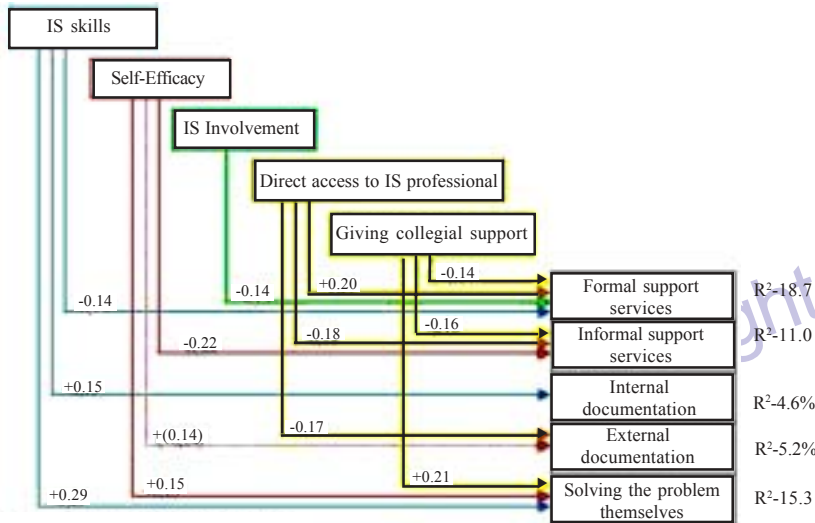 IS skills
Self-Efficacy
IS Involvement
Direct access to IS professional
Giving collegial support
-0.14
+0.20
-0.14
-0.14
Formal support
services
R²-18.7
-0.16
-0.18
-0.22
Informal support
services
R²-11.0
+0.15
Internal
documentation
R²-4.6%
-0.17
+(0.14)
External
documentation
R²-5.2%
+0.21
+0.15
+0.29
Solving the problem
themselves
R²-15.3
right